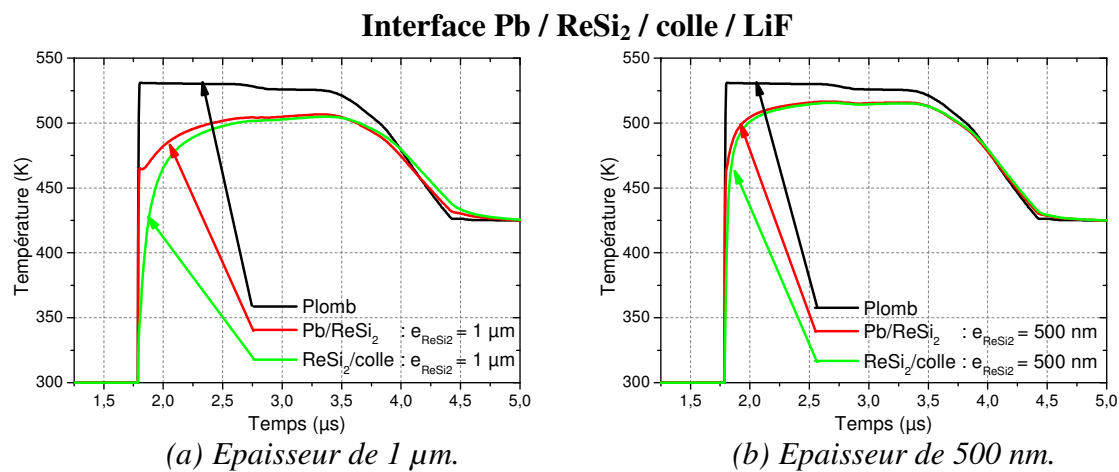 Interface Pb / ReSi₂ / colle / LiF
550
500
450
400
350
300
Température (K)
1,5 2,0 2,5 3,0 3,5 4,0 4,5 5,0
Temps (µs)
Plomb
Pb/ReSi₂ : e_ReSi2 = 1 µm
ReSi₂/colle : e_ReSi2 = 1 µm
(a) Epaisseur de 1 µm.
550
500
450
400
350
300
Température (K)
1,5 2,0 2,5 3,0 3,5 4,0 4,5 5,0
Temps (µs)
Plomb
Pb/ReSi₂ : e_ReSi2 = 500 nm
ReSi₂/colle : e_ReSi2 = 500 nm
(b) Epaisseur de 500 nm.